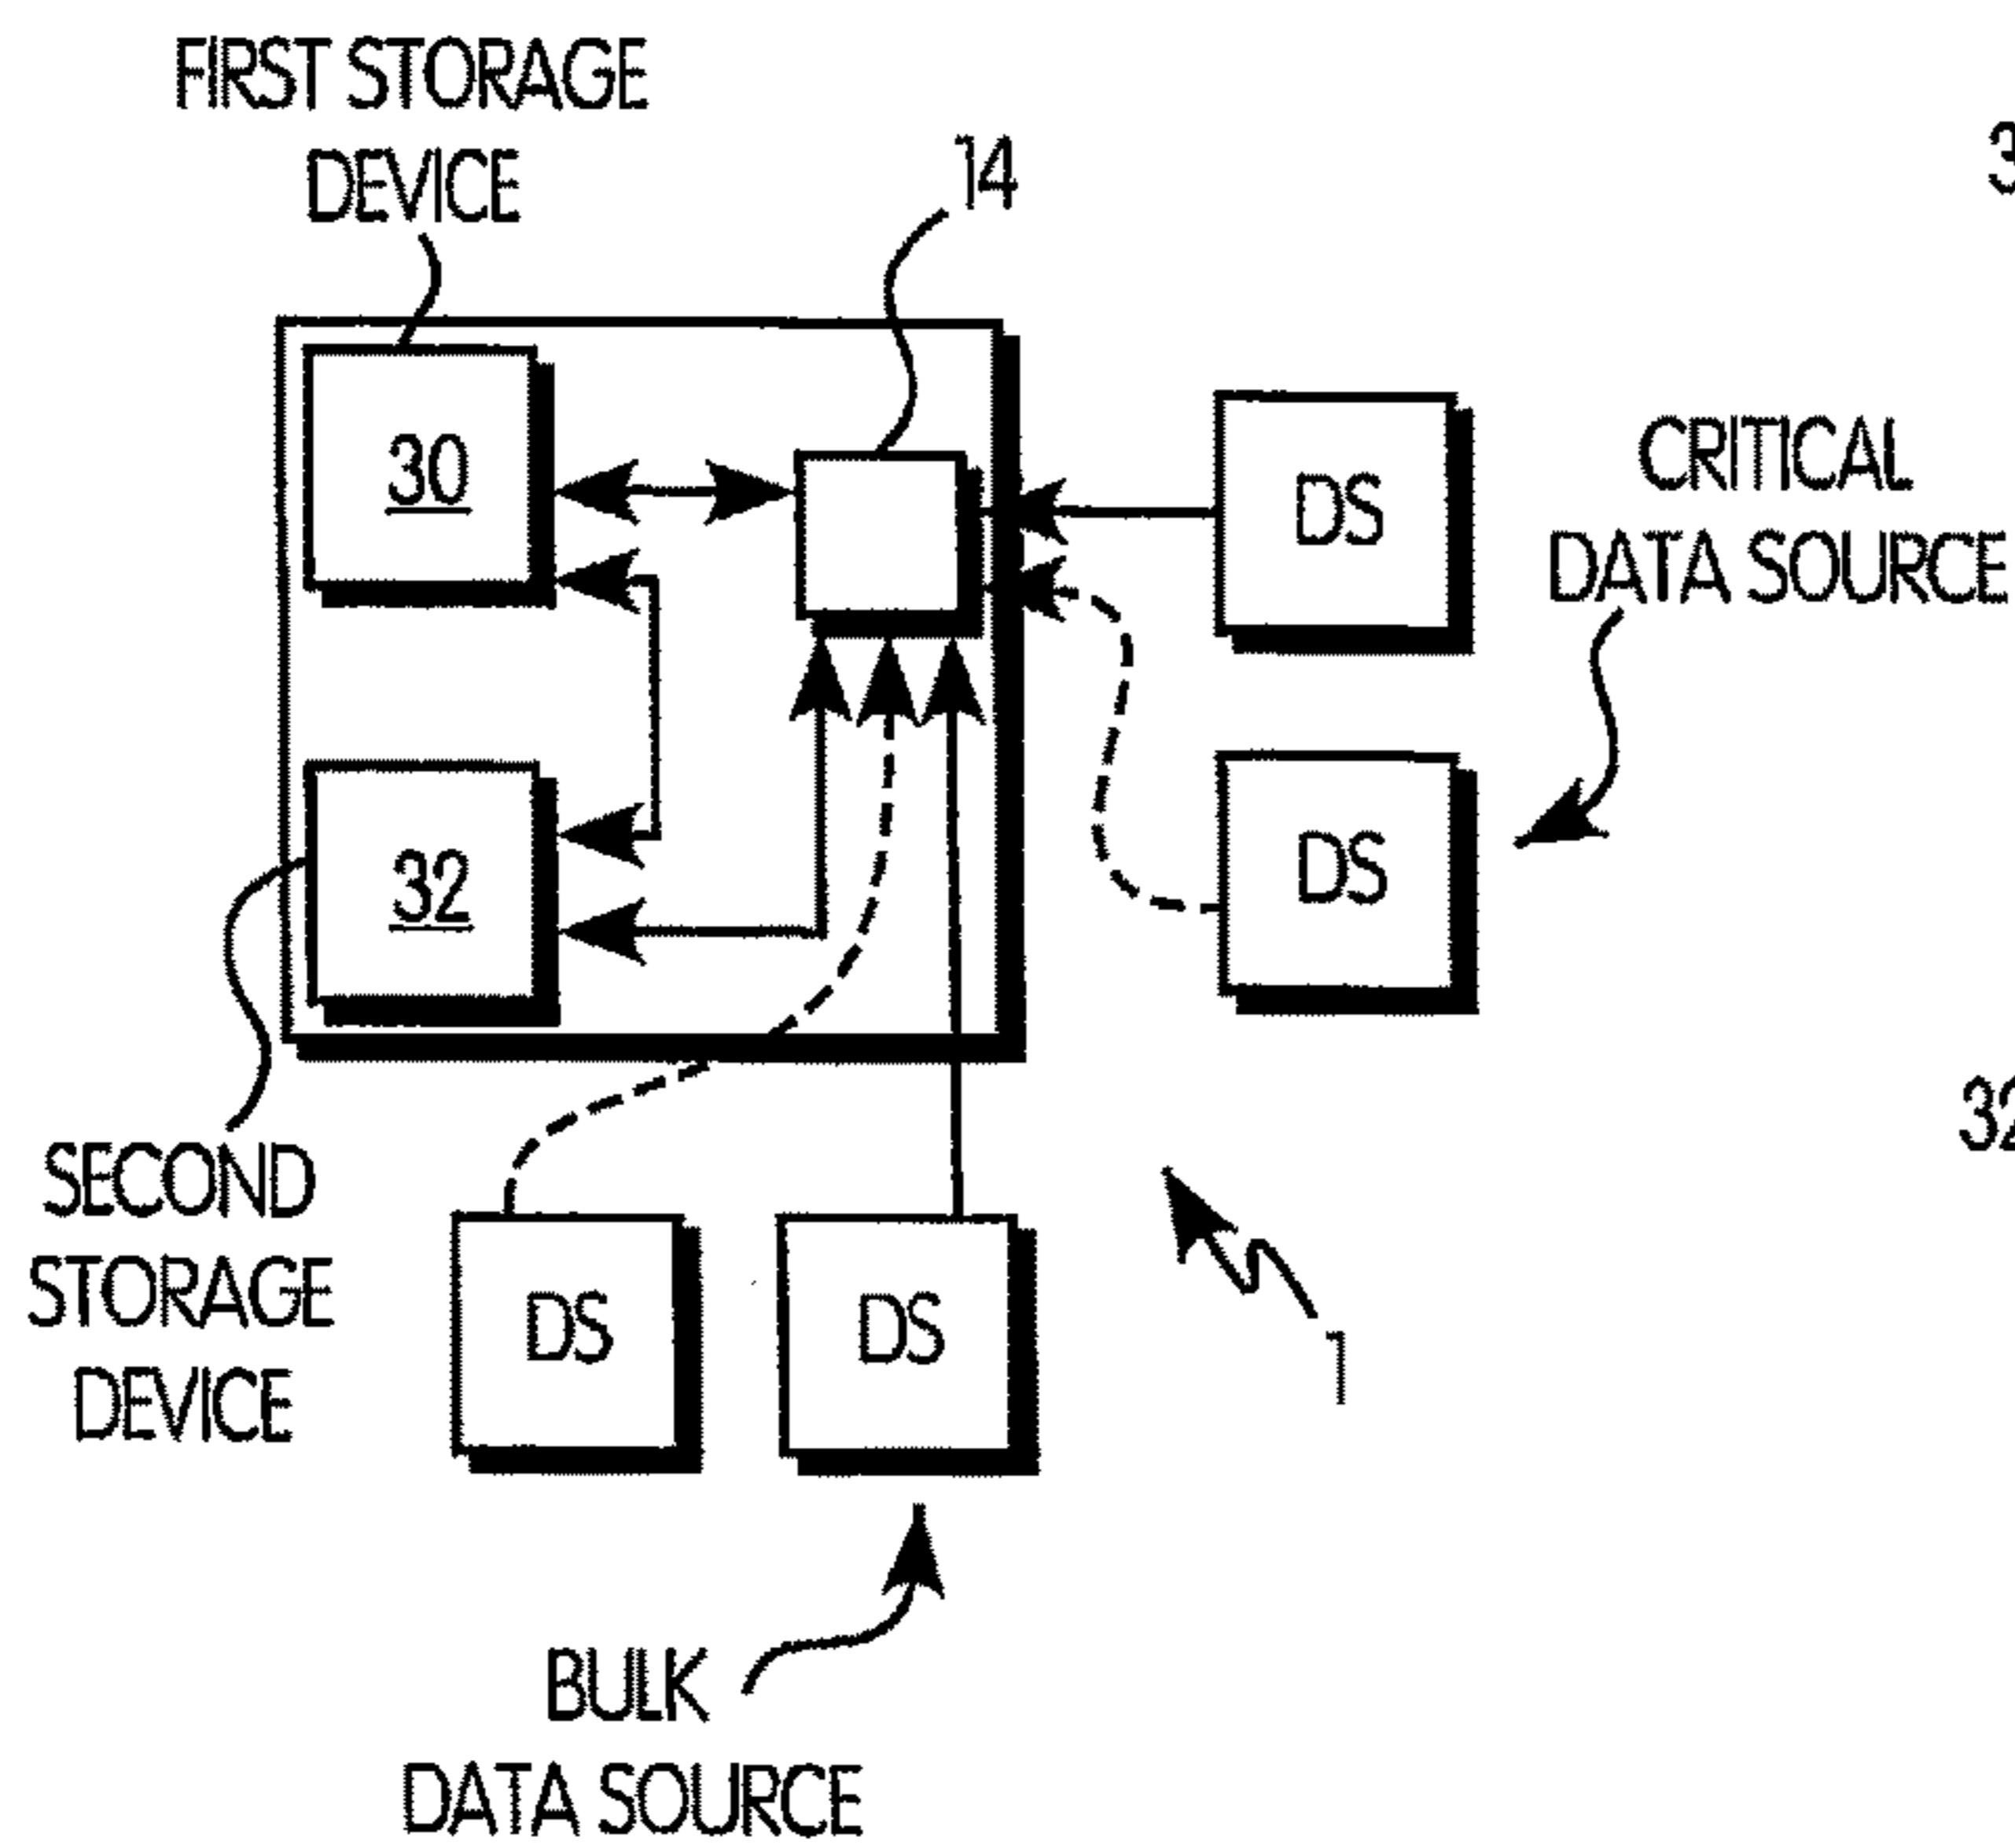 FIRST STORAGE
DEVICE
14
30
DS
CRITICAL
DATA SOURCE
32
DS
SECOND
STORAGE
DEVICE
DS
DS
1
BULK
DATA SOURCE